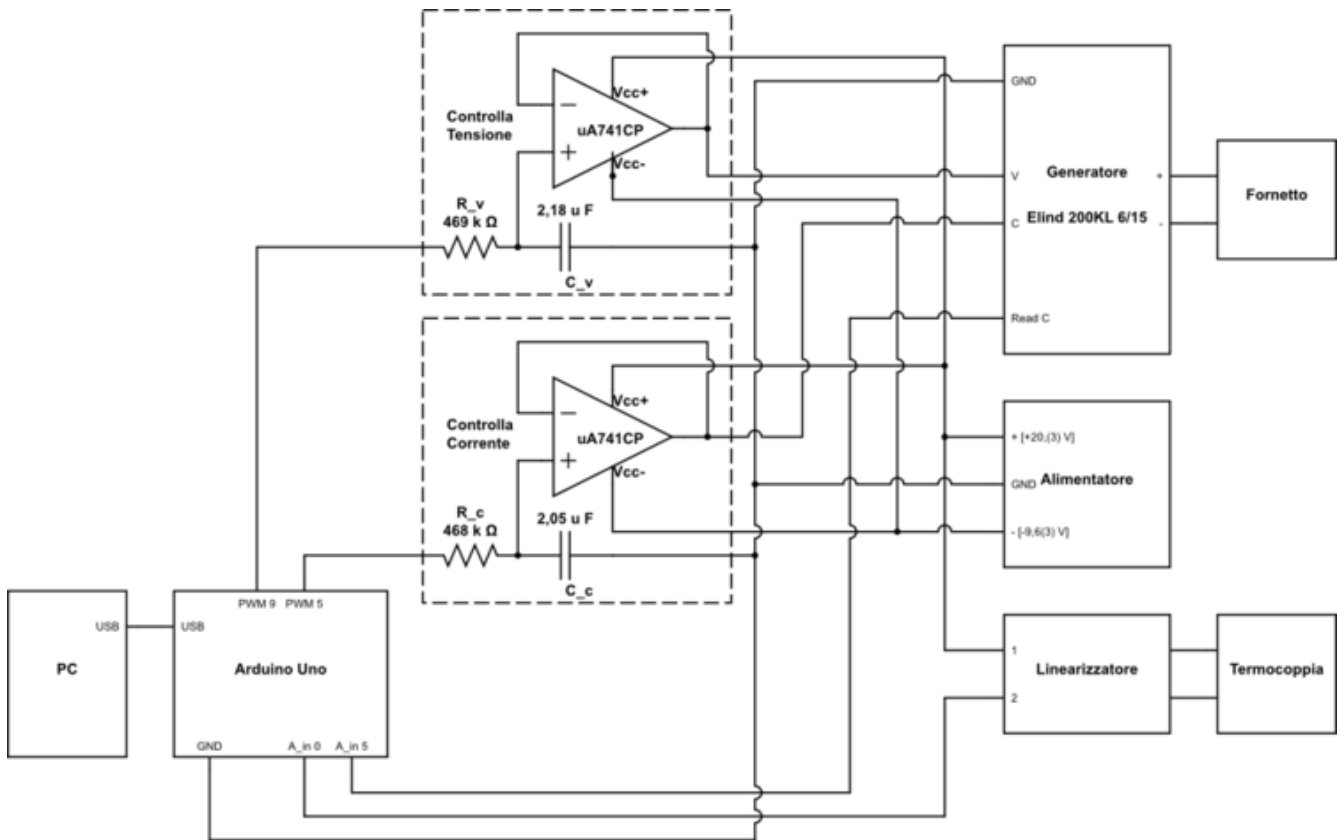 Controlla
Tensione
Vcc+
uA741CP
Vcc-
R_v
469 k Ω
2,18 u F
C_v
GND
V
C
Read C
Generatore
Elind 200KL 6/15
+
-
Fornetto
Controlla
Corrente
Vcc+
uA741CP
Vcc-
R_c
468 k Ω
2,05 u F
C_c
+ [+20,(3) V]
GND
Alimentatore
- [-9,6(3) V]
PC
USB
USB
PWM 9
PWM 5
Arduino Uno
GND
A_in 0
A_in 5
1
2
Linearizzatore
Termocoppia